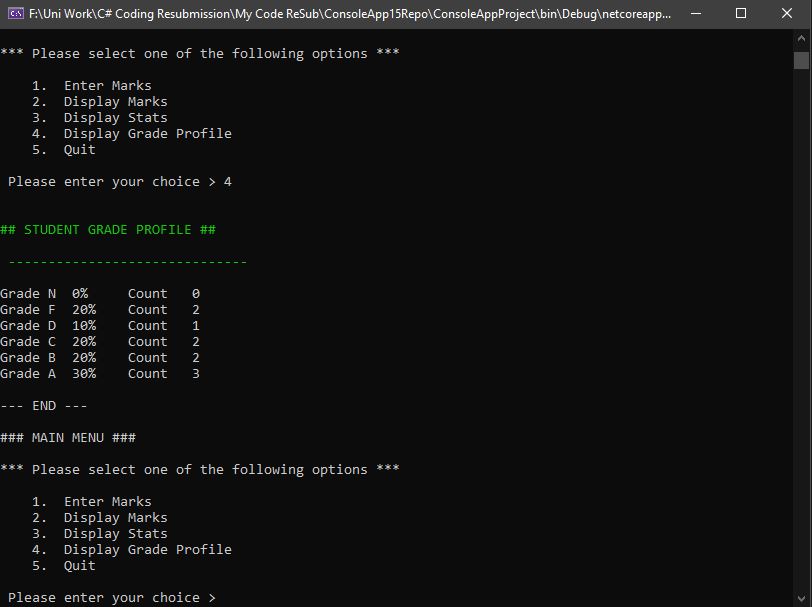 F:\Uni Work\C# Coding Resubmission\My Code ReSub\ConsoleApp15Repo\ConsoleAppProject\bin\Debug\netcoreapp...
*** Please select one of the following options ***
1. Enter Marks
2. Display Marks
3. Display Stats
4. Display Grade Profile
5. Quit
Please enter your choice > 4
## STUDENT GRADE PROFILE ##
------------------------------
Grade N 0% Count 0
Grade F 20% Count 2
Grade D 10% Count 1
Grade C 20% Count 2
Grade B 20% Count 2
Grade A 30% Count 3
--- END ---
### MAIN MENU ###
*** Please select one of the following options ***
1. Enter Marks
2. Display Marks
3. Display Stats
4. Display Grade Profile
5. Quit
Please enter your choice >